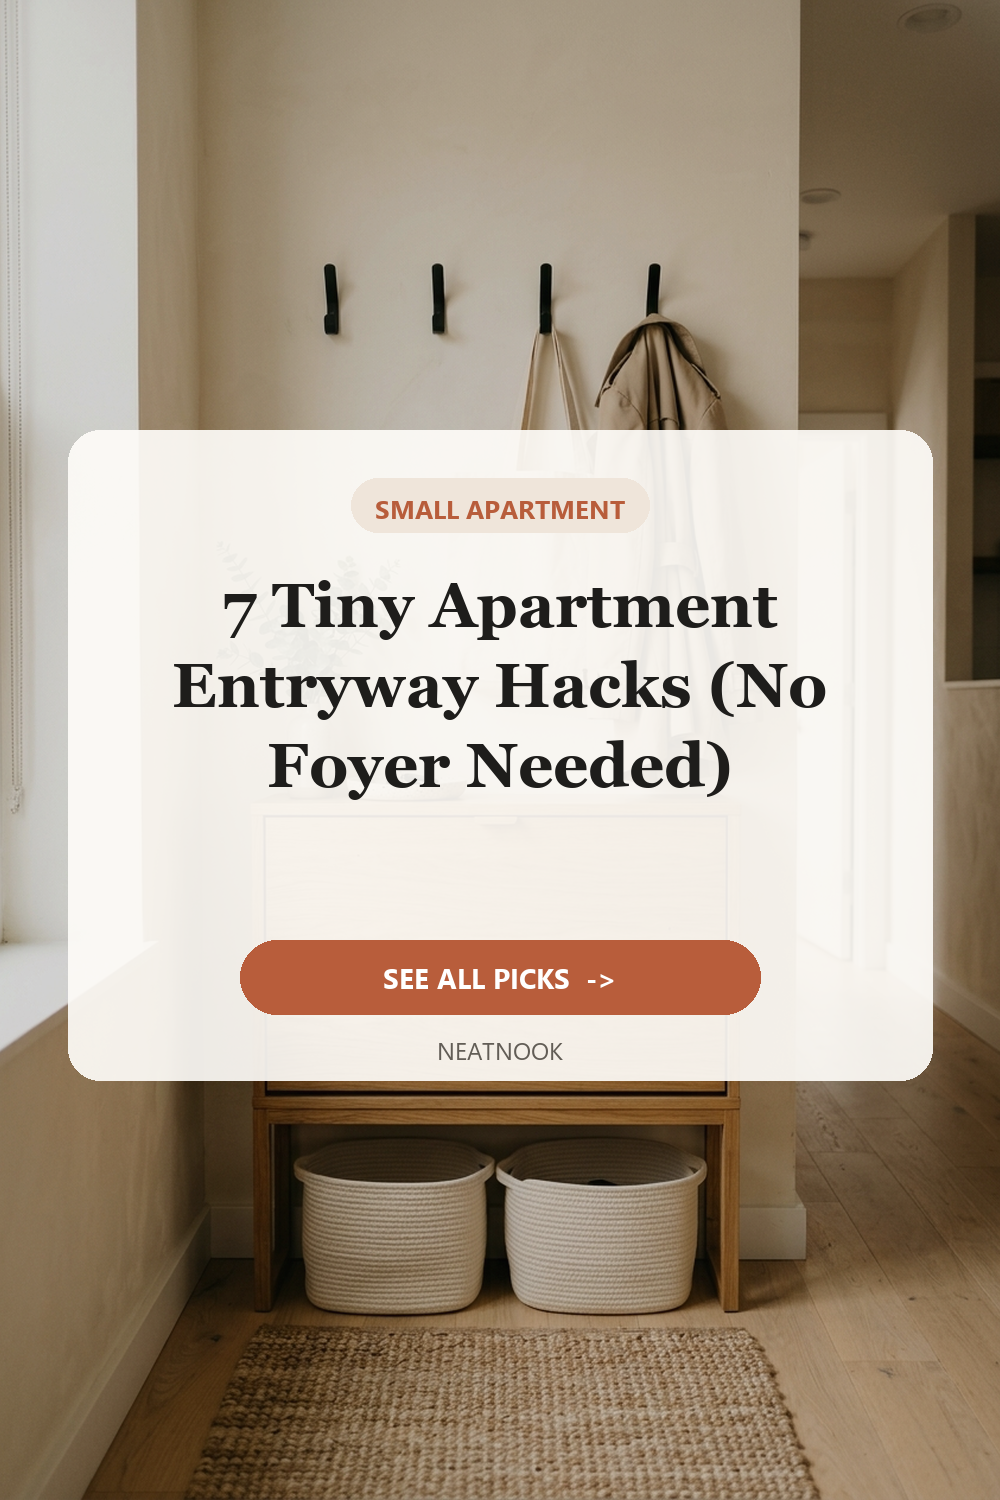 SMALL APARTMENT
7 Tiny Apartment
Entryway Hacks (No
Foyer Needed)
SEE ALL PICKS ->
NEATNOOK